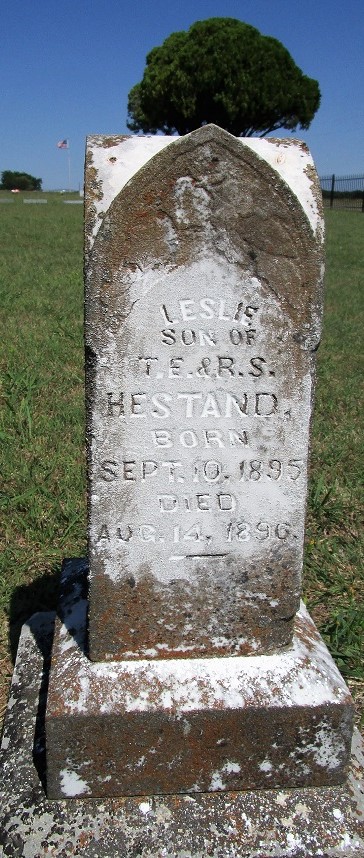 LESLIE
SON OF
T.E. & R.S.
HESTAND.
BORN
SEPT. 10. 1895
DIED
AUG. 14. 1896.